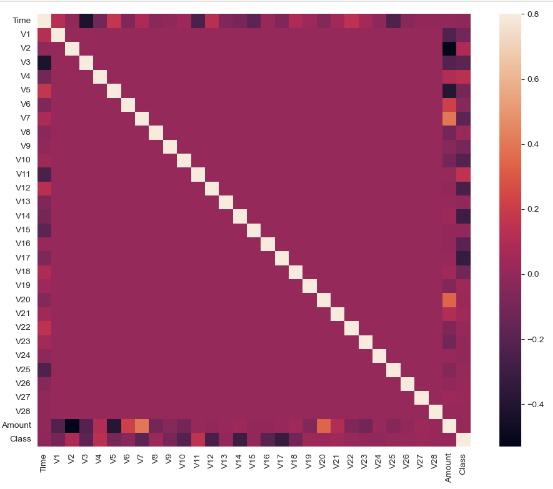 Time
V1
V2
V3
V4
V5
V6
V7
V8
V9
V10
V11
V12
V13
V14
V15
V16
V17
V18
V19
V20
V21
V22
V23
V24
V25
V26
V27
V28
Amount
Class
Time V1 V2 V3 V4 V5 V6 V7 V8 V9 V10 V11 V12 V13 V14 V15 V16 V17 V18 V19 V20 V21 V22 V23 V24 V25 V26 V27 V28 Amount Class
0.8
0.6
0.4
0.2
0.0
−0.2
−0.4